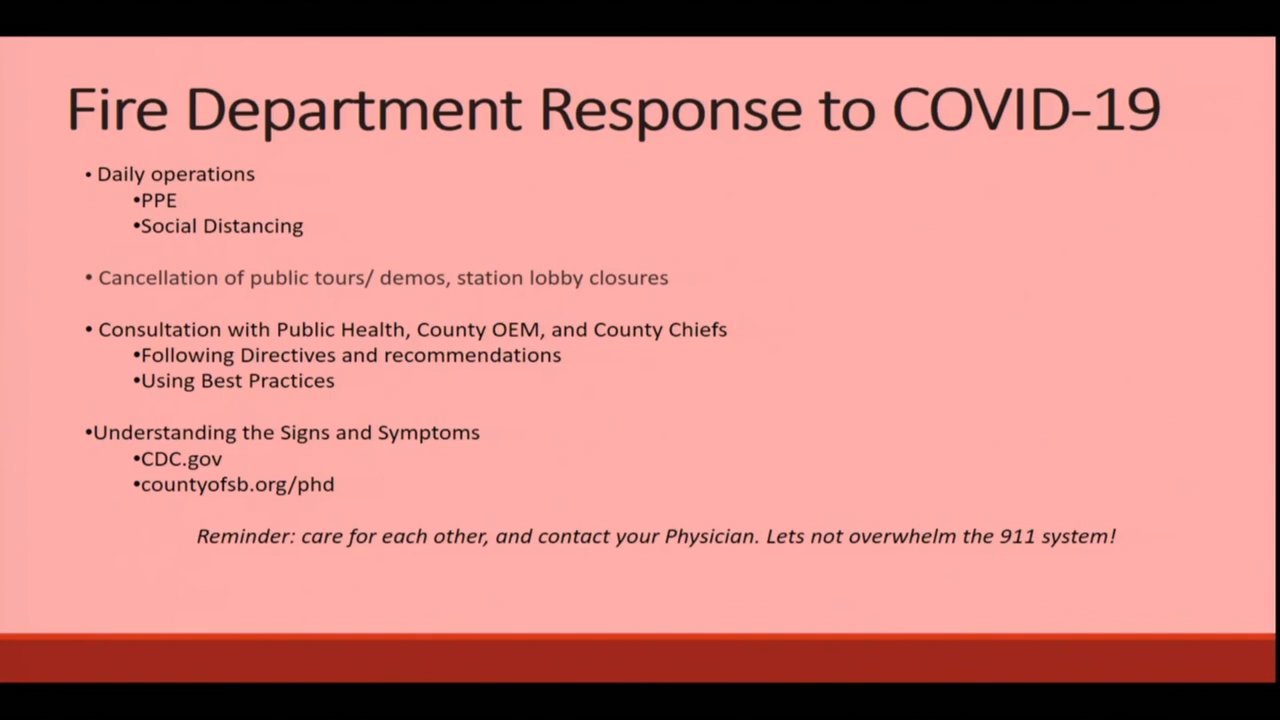 Fire Department Response to COVID-19
• Daily operations
•PPE
•Social Distancing
• Cancellation of public tours/ demos, station lobby closures
• Consultation with Public Health, County OEM, and County Chiefs
•Following Directives and recommendations
•Using Best Practices
•Understanding the Signs and Symptoms
•CDC.gov
•countyofsb.org/phd
Reminder: care for each other, and contact your Physician. Lets not overwhelm the 911 system!